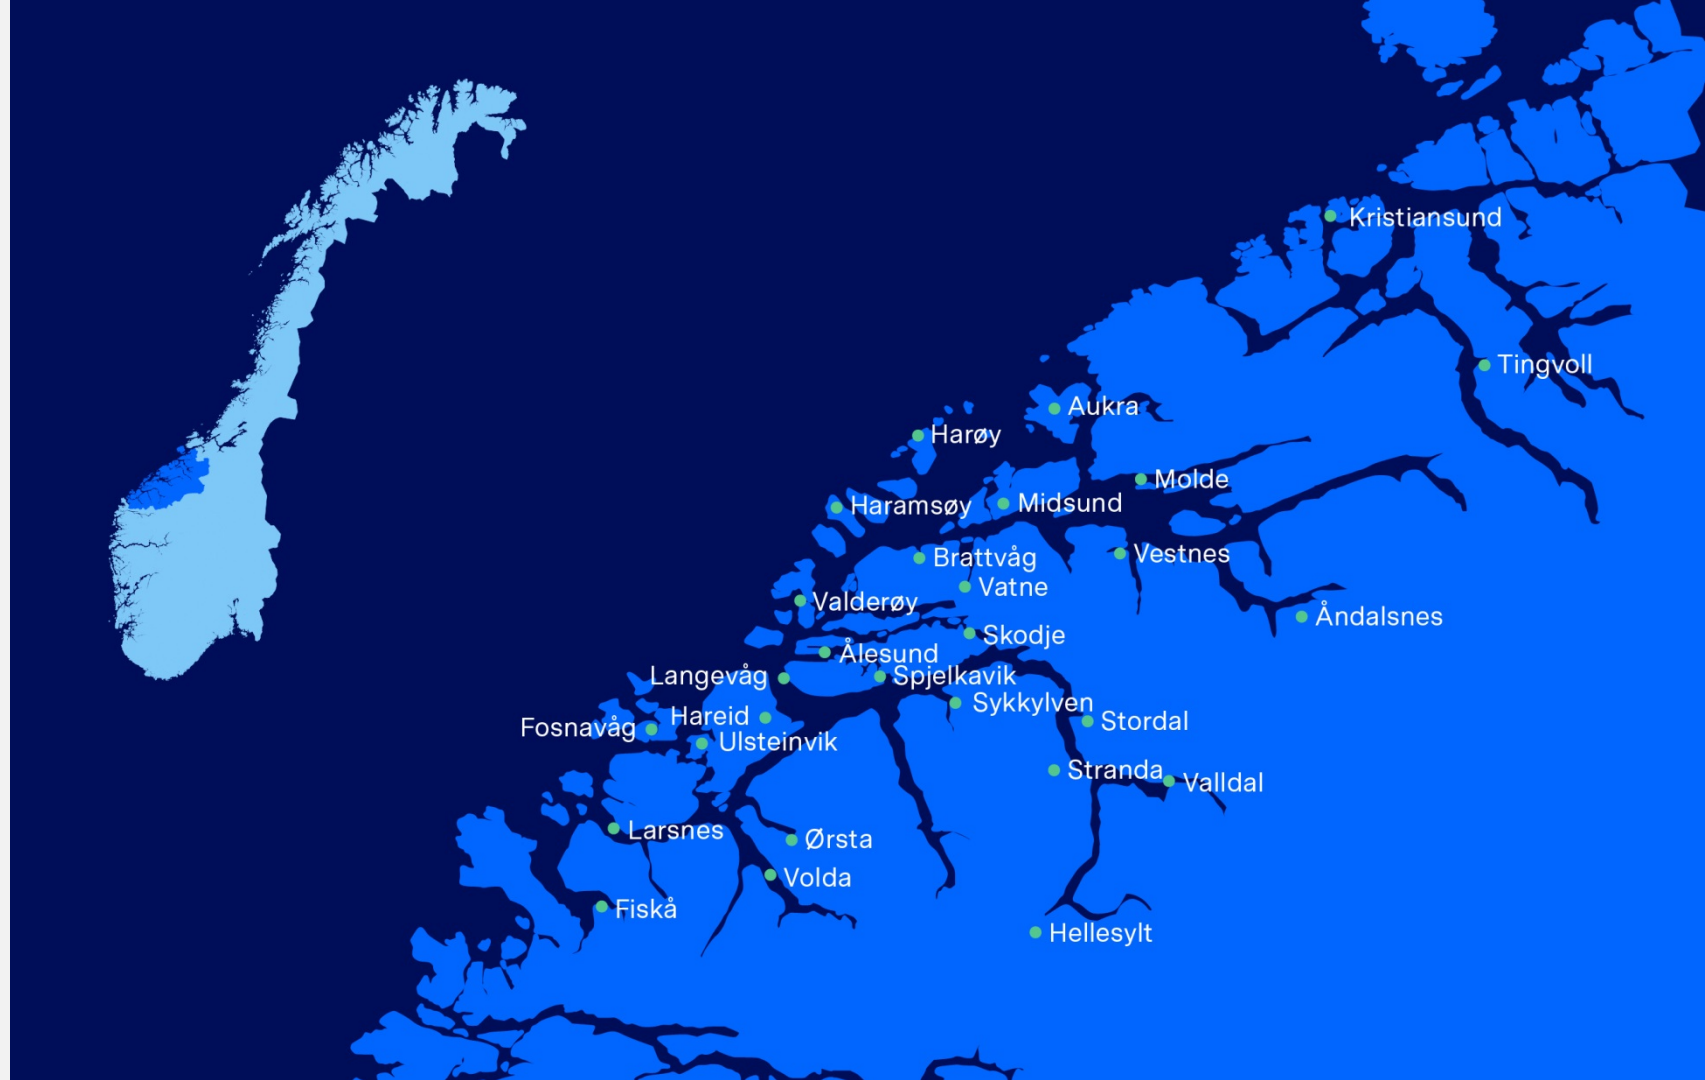 Kristiansund
Tingvoll
Aukra
Harøy
Molde
Haramsøy
Midsund
Brattvåg
Vestnes
Vatne
Valderøy
Åndalsnes
Skodje
Ålesund
Langevåg
Spjelkavik
Sykkylven
Hareid
Fosnavåg
Stordal
Ulsteinvik
Stranda
Valldal
Larsnes
Ørsta
Volda
Fiskå
Hellesylt